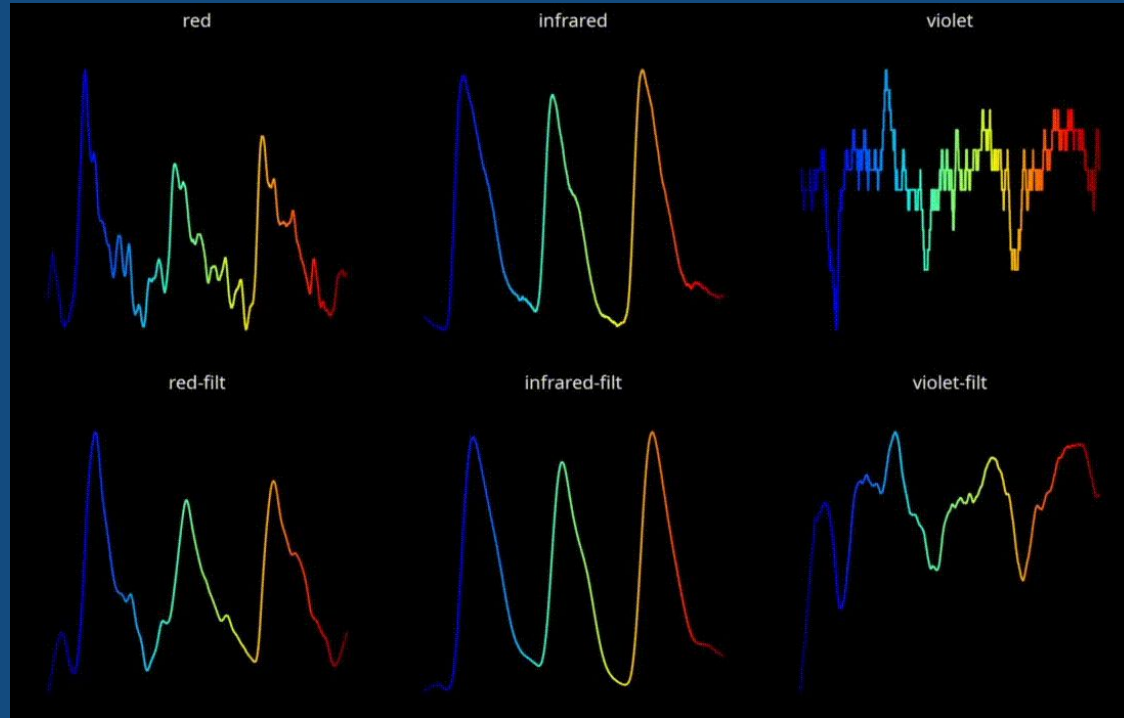 red
infrared
violet
red-filt
infrared-filt
violet-filt